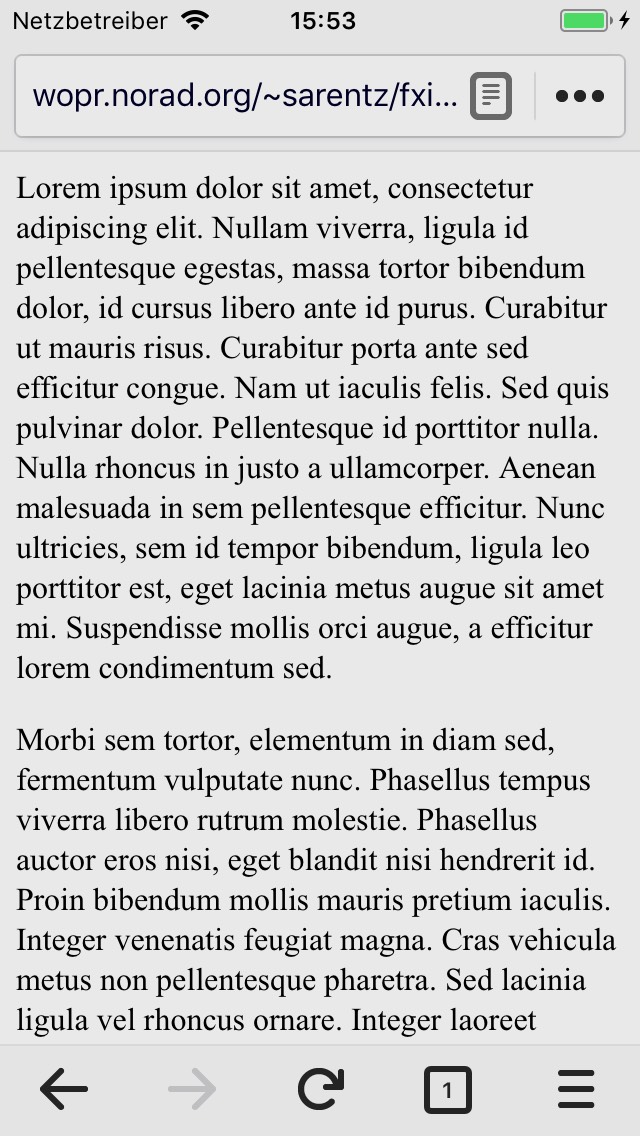 Netzbetreiber 15:53
wopr.norad.org/~sarentz/fxi...
Lorem ipsum dolor sit amet, consectetur
adipiscing elit. Nullam viverra, ligula id
pellentesque egestas, massa tortor bibendum
dolor, id cursus libero ante id purus. Curabitur
ut mauris risus. Curabitur porta ante sed
efficitur congue. Nam ut iaculis felis. Sed quis
pulvinar dolor. Pellentesque id porttitor nulla.
Nulla rhoncus in justo a ullamcorper. Aenean
malesuada in sem pellentesque efficitur. Nunc
ultricies, sem id tempor bibendum, ligula leo
porttitor est, eget lacinia metus augue sit amet
mi. Suspendisse mollis orci augue, a efficitur
lorem condimentum sed.
Morbi sem tortor, elementum in diam sed,
fermentum vulputate nunc. Phasellus tempus
viverra libero rutrum molestie. Phasellus
auctor eros nisi, eget blandit nisi hendrerit id.
Proin bibendum mollis mauris pretium iaculis.
Integer venenatis feugiat magna. Cras vehicula
metus non pellentesque pharetra. Sed lacinia
ligula vel rhoncus ornare. Integer laoreet
1